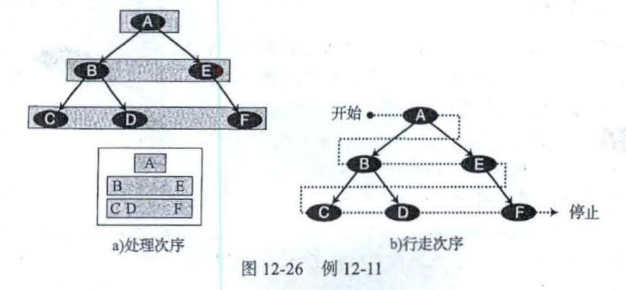 A
B E
C D F
A
B E
C D F
a)处理次序
开始 A
B E
C D F 停止
b)行走次序
图 12-26 例 12-11